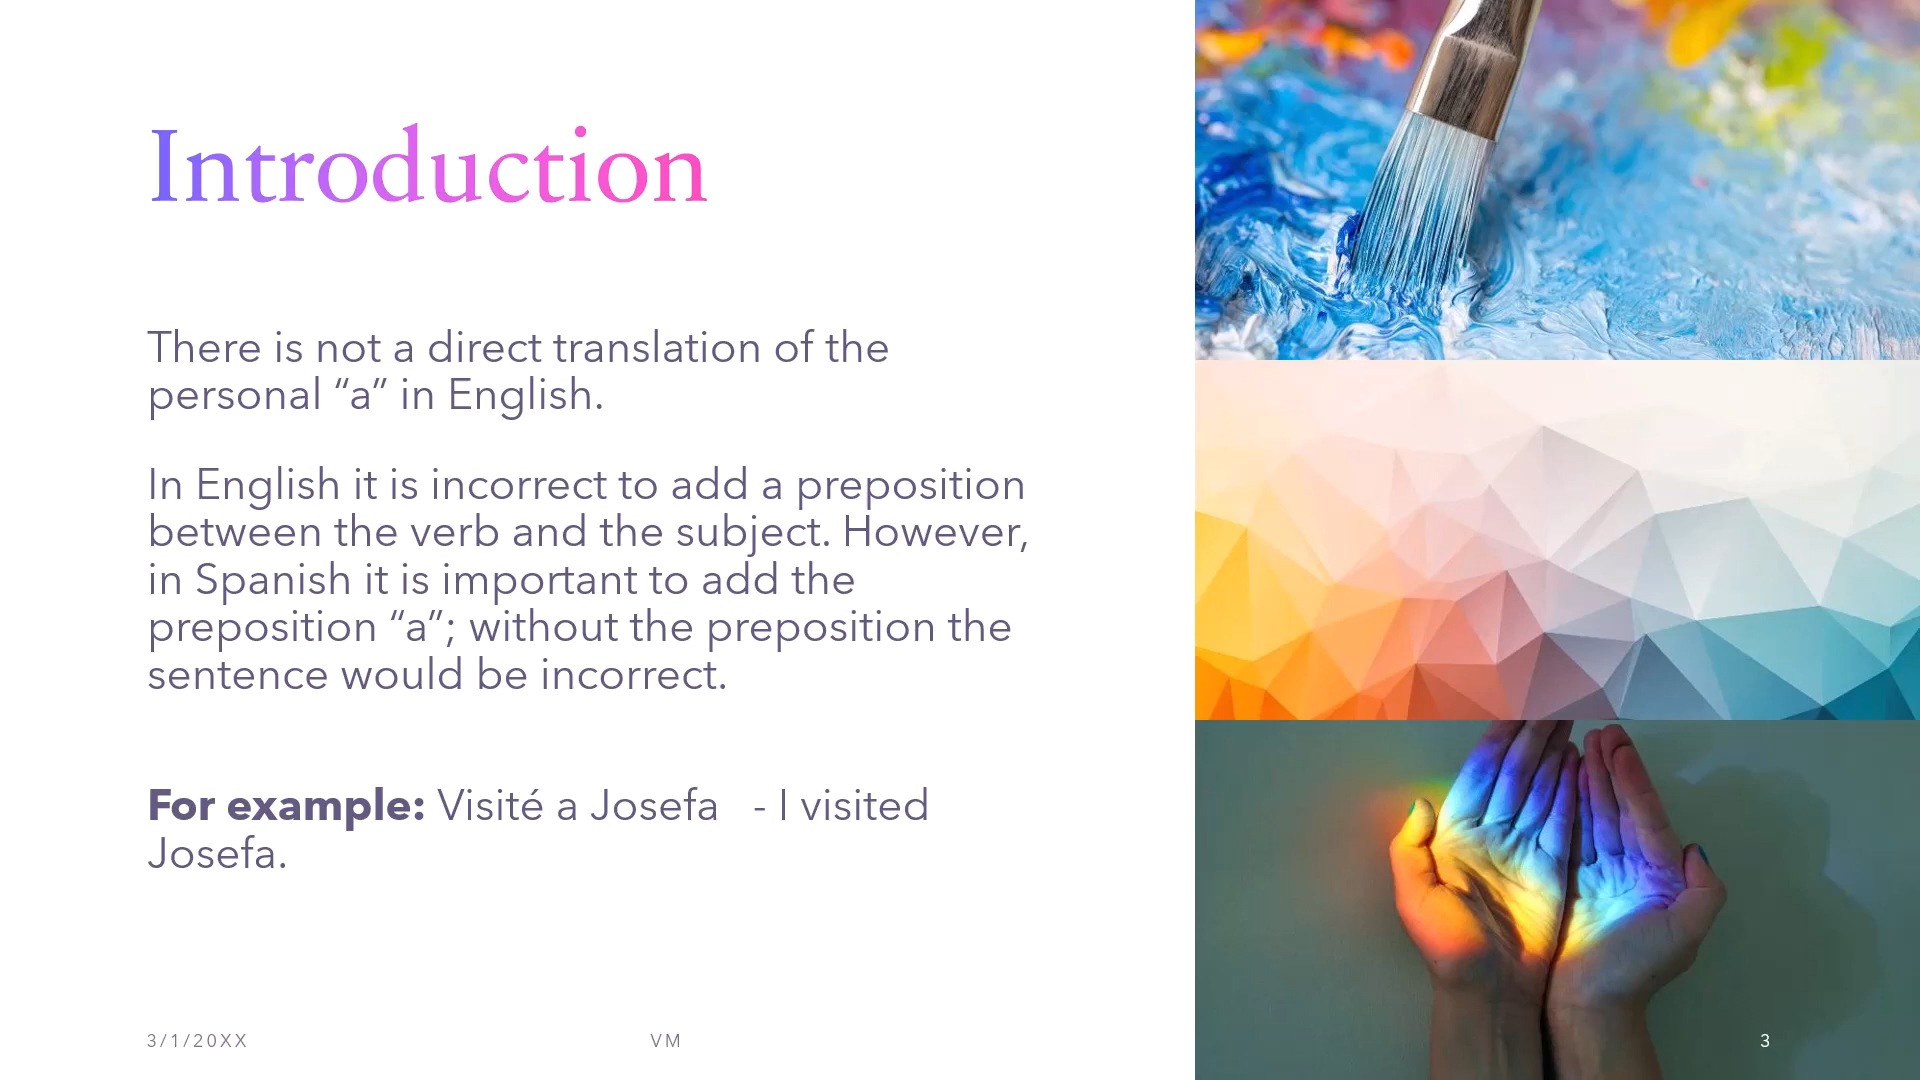 Introduction
There is not a direct translation of the
personal “a” in English.
In English it is incorrect to add a preposition
between the verb and the subject. However,
in Spanish it is important to add the
preposition “a”; without the preposition the
sentence would be incorrect.
For example: Visité a Josefa - I visited
Josefa.
3/1/20XX
VM
3